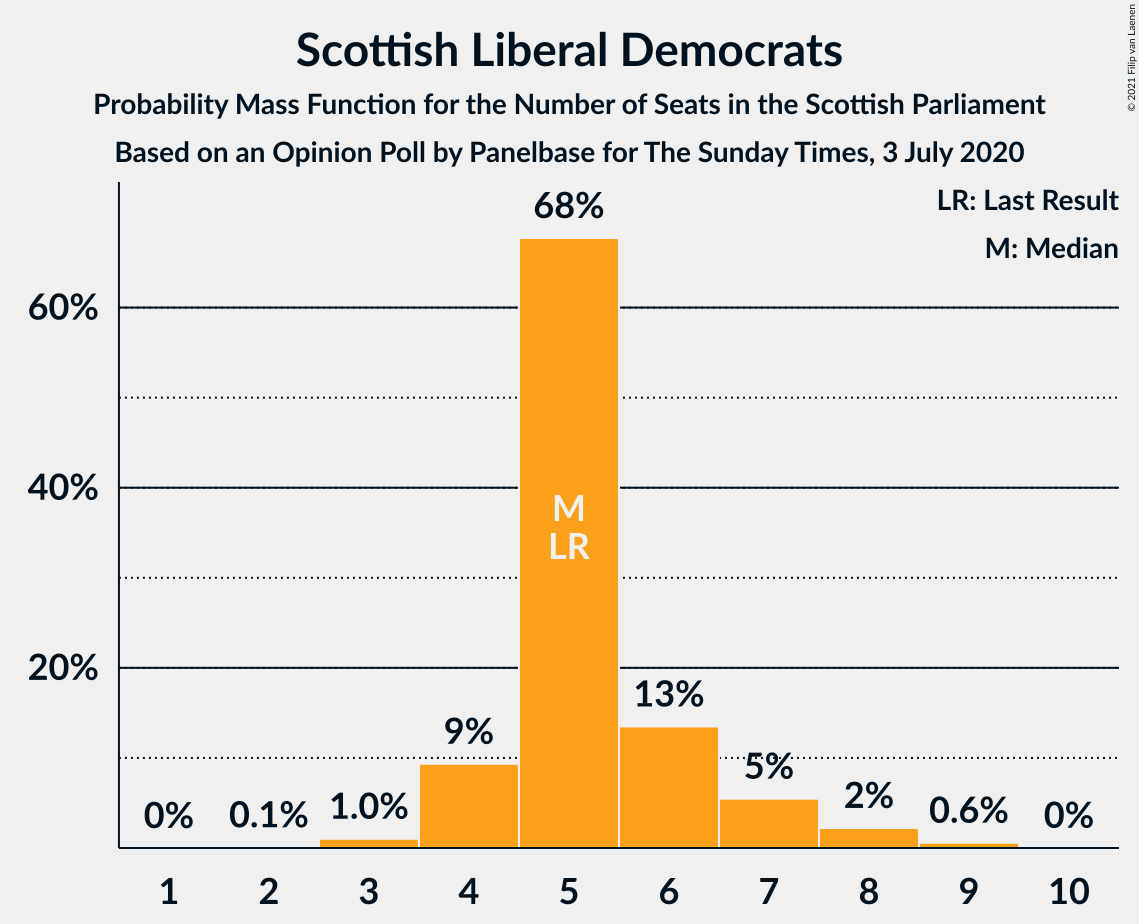 Scottish Liberal Democrats
Probability Mass Function for the Number of Seats in the Scottish Parliament
Based on an Opinion Poll by Panelbase for The Sunday Times, 3 July 2020
© 2021 Filip van Laenen
LR: Last Result
M: Median
60%
40%
20%
0%
0.1%
1.0%
9%
68%
M
LR
13%
5%
2%
0.6%
0%
1 2 3 4 5 6 7 8 9 10